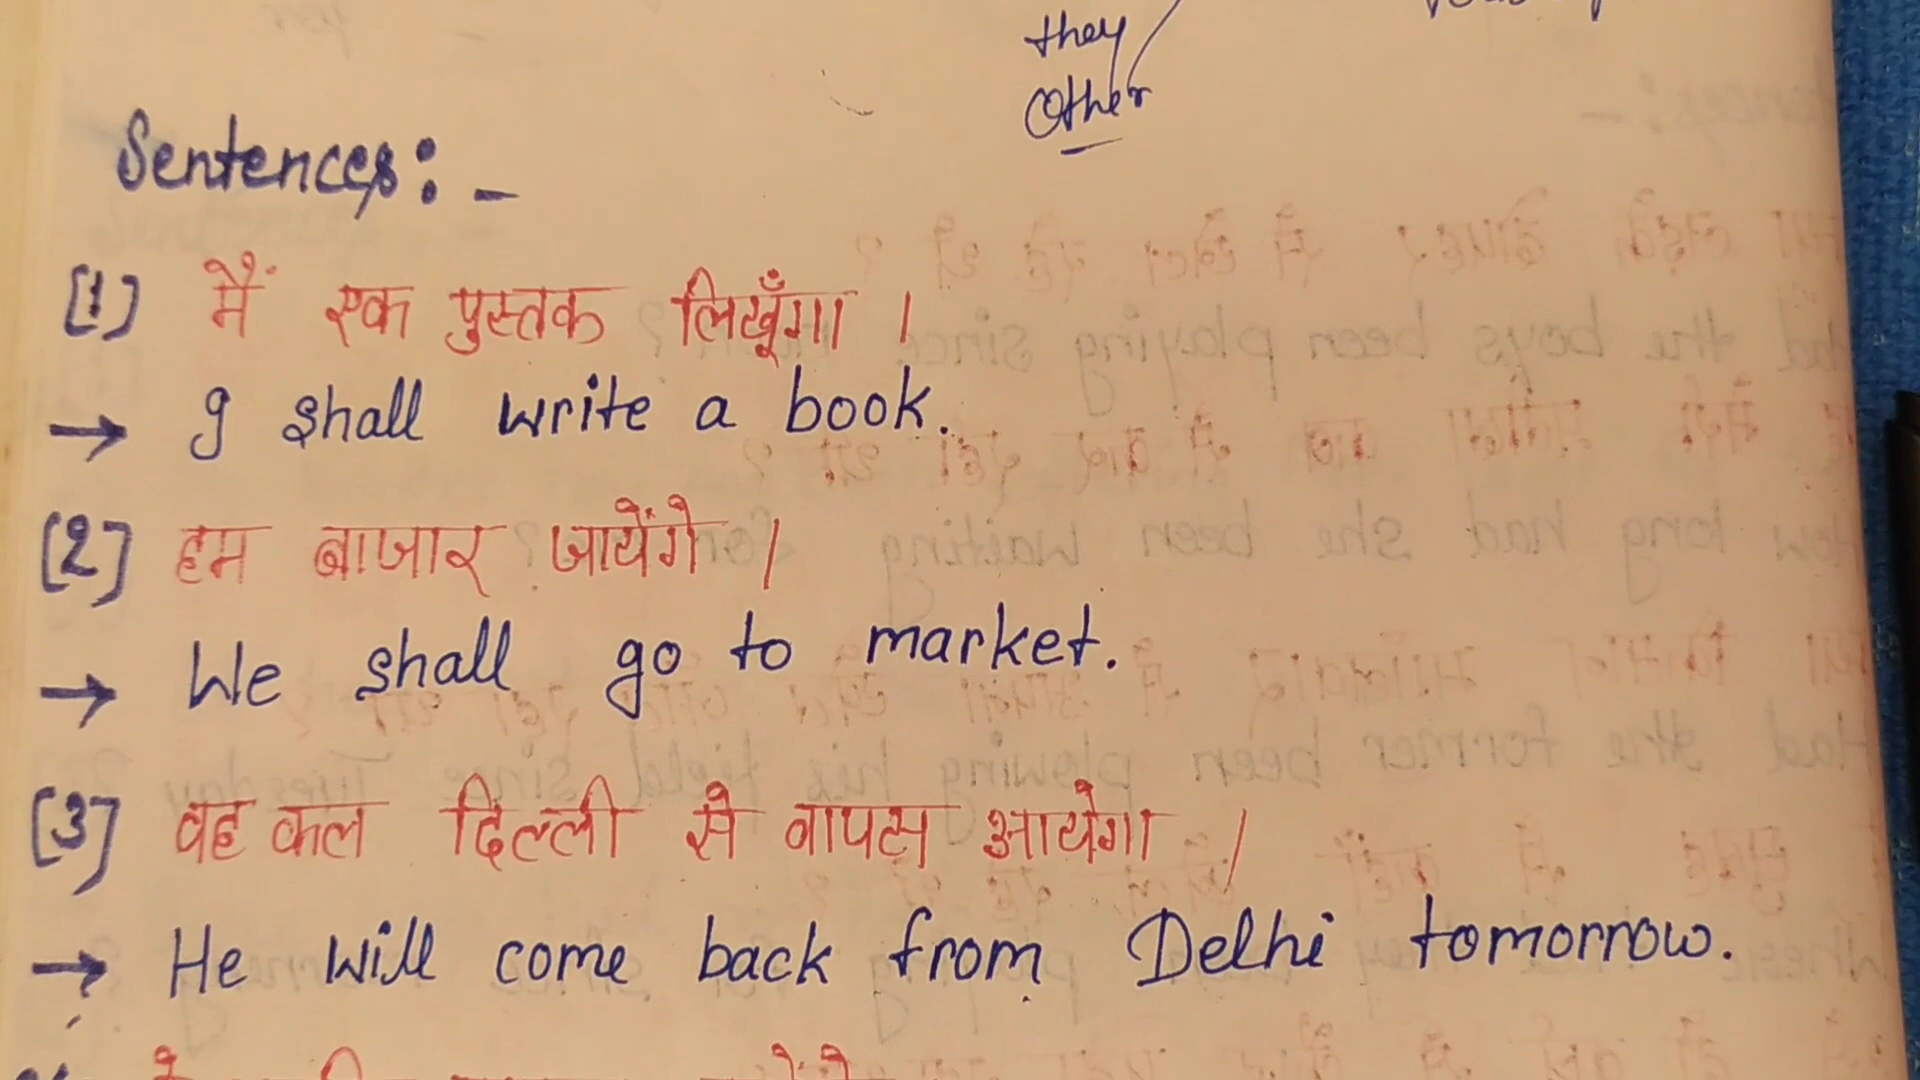 they
Other
Sentences:-
[1] मैं एक पुस्तक लिखूँगा ।
→ I shall write a book.
[2] हम बाजार जायेंगे ।
→ We shall go to market.
[3] वह कल दिल्ली से वापस आयेगा ।
→ He will come back from Delhi tomorrow.